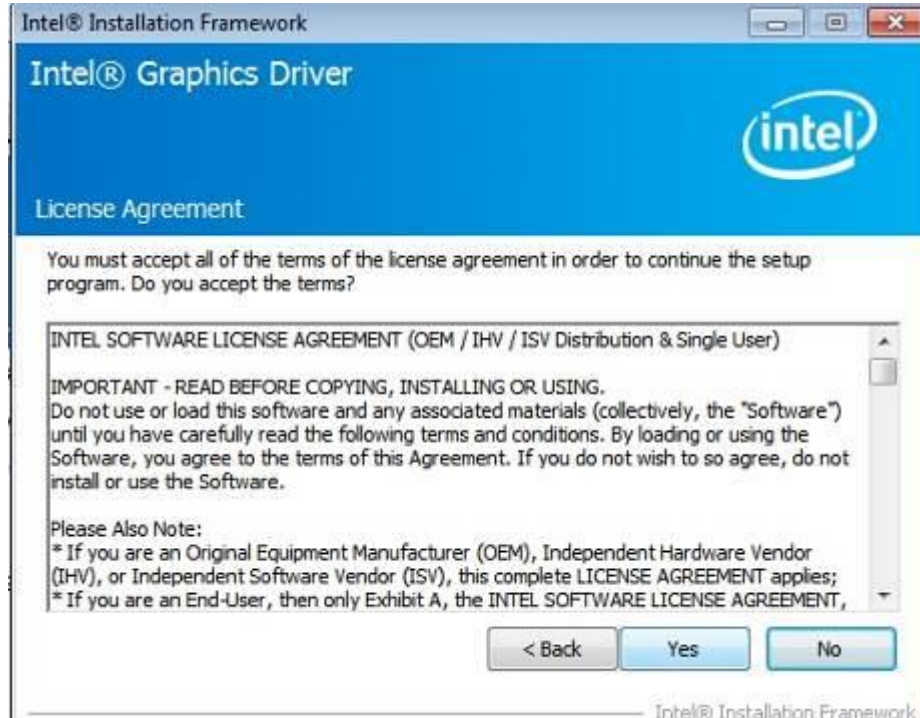 Intel® Installation Framework
Intel® Graphics Driver
intel
License Agreement
You must accept all of the terms of the license agreement in order to continue the setup
program. Do you accept the terms?
INTEL SOFTWARE LICENSE AGREEMENT (OEM / IHV / ISV Distribution & Single User)
IMPORTANT - READ BEFORE COPYING, INSTALLING OR USING.
Do not use or load this software and any associated materials (collectively, the "Software")
until you have carefully read the following terms and conditions. By loading or using the
Software, you agree to the terms of this Agreement. If you do not wish to so agree, do not
install or use the Software.
Please Also Note:
* If you are an Original Equipment Manufacturer (OEM), Independent Hardware Vendor
(IHV), or Independent Software Vendor (ISV), this complete LICENSE AGREEMENT applies;
* If you are an End-User, then only Exhibit A, the INTEL SOFTWARE LICENSE AGREEMENT,
< Back Yes No
Intel® Installation Framework